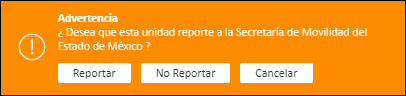 Advertencia
¿ Desea que esta unidad reporte a la Secretaría de Movilidad del
Estado de México ?
Reportar
No Reportar
Cancelar